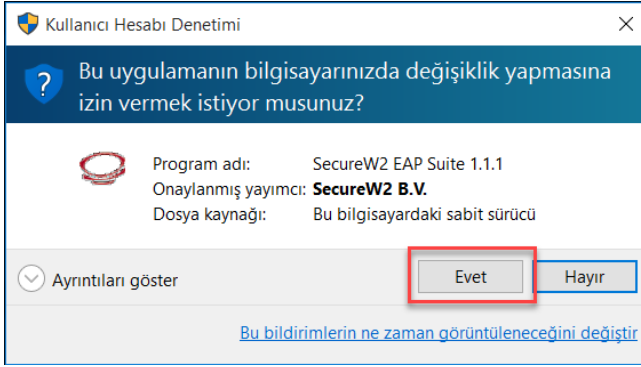 Kullanıcı Hesabı Denetimi
Bu uygulamanın bilgisayarınızda değişiklik yapmasına
izin vermek istiyor musunuz?
Program adı: SecureW2 EAP Suite 1.1.1
Onaylanmış yayımcı: SecureW2 B.V.
Dosya kaynağı: Bu bilgisayardaki sabit sürücü
Ayrıntıları göster
Evet Hayır
Bu bildirimlerin ne zaman görüntüleneceğini değiştir